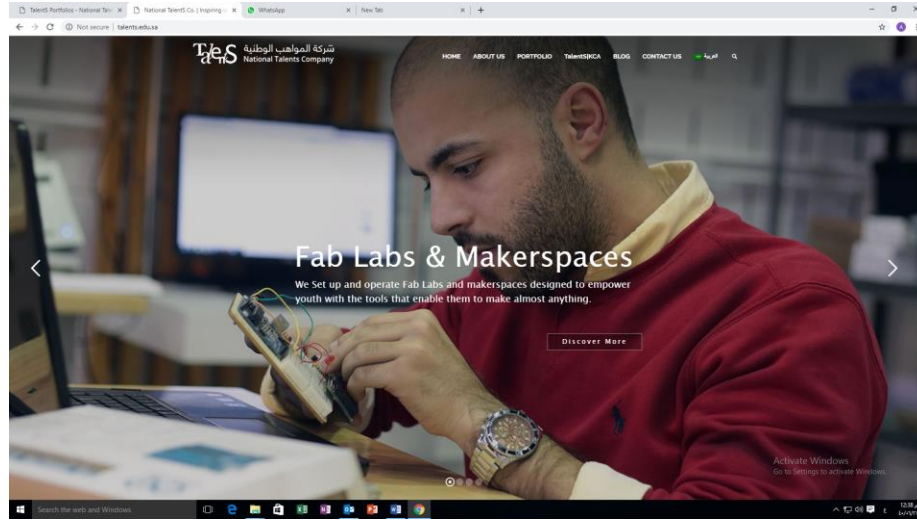 TalentS Portfolios - National Tale
National TalentS Co. | Inspiring
WhatsApp
New Tab
Not secure
talents.edu.sa
TalentS
شركة المواهب الوطنية
National Talents Company
HOME
ABOUT US
PORTFOLIO
TalentS|KCA
BLOG
CONTACT US
العربية
Fab Labs & Makerspaces
We Set up and operate Fab Labs and makerspaces designed to empower
youth with the tools that enable them to make almost anything.
Discover More
Activate Windows
Go to Settings to activate Windows.
Search the web and Windows